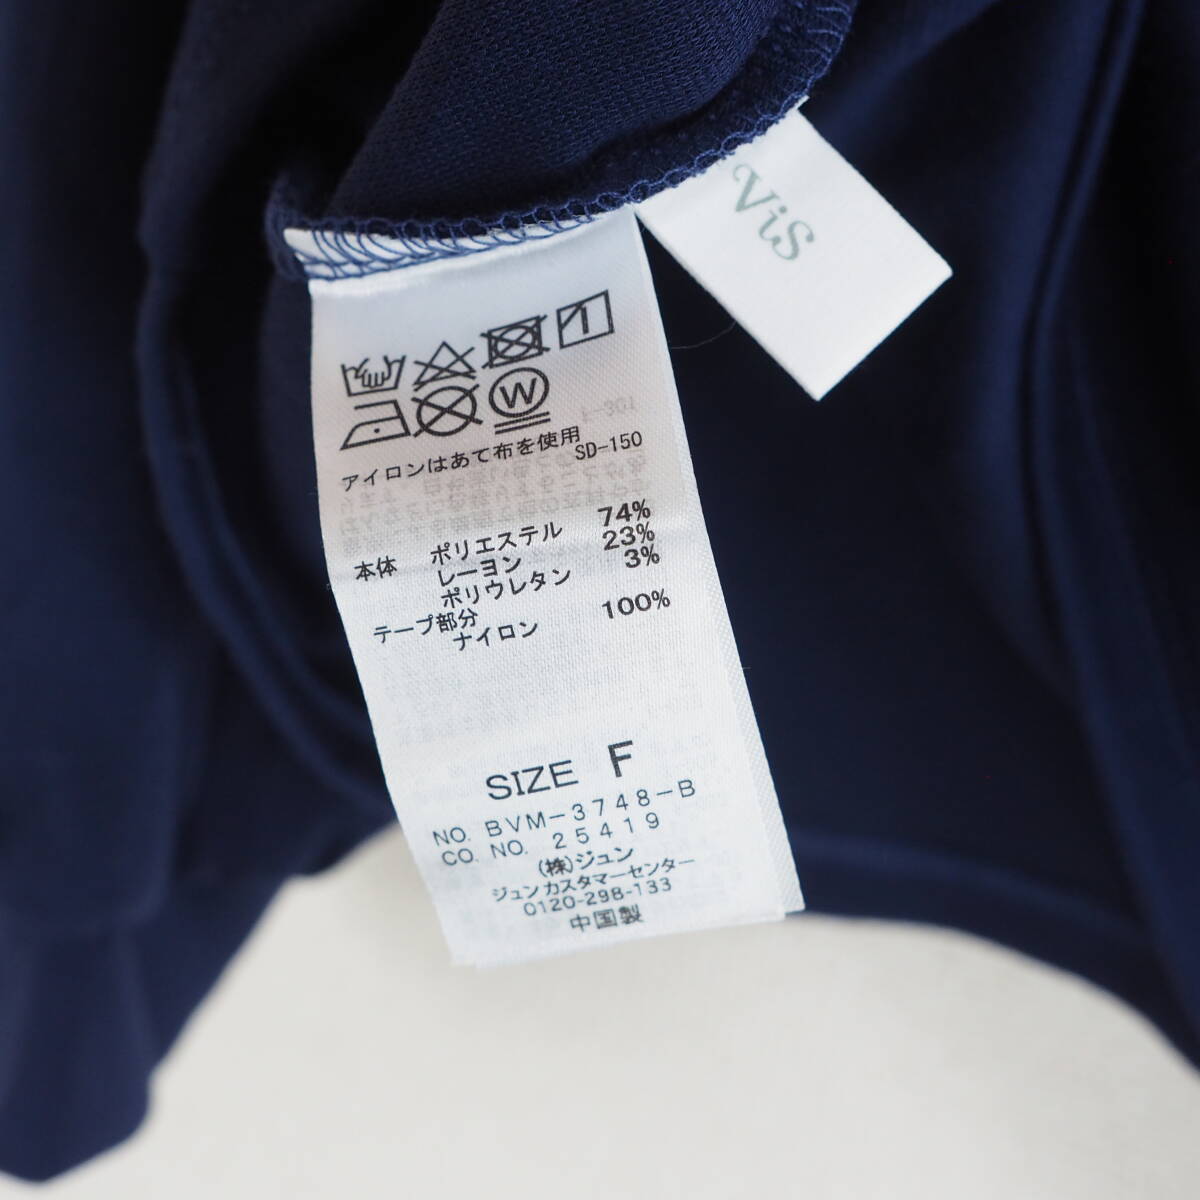 ViS
アイロンはあて布を使用
SD-150
本体 ポリエステル 74%
レーヨン 23%
ポリウレタン 3%
テープ部分
ナイロン 100%
SIZE F
NO. BVM-3748-B
CO. NO. 25419
(株)ジュン
ジュンカスタマーセンター
0120-298-133
中国製